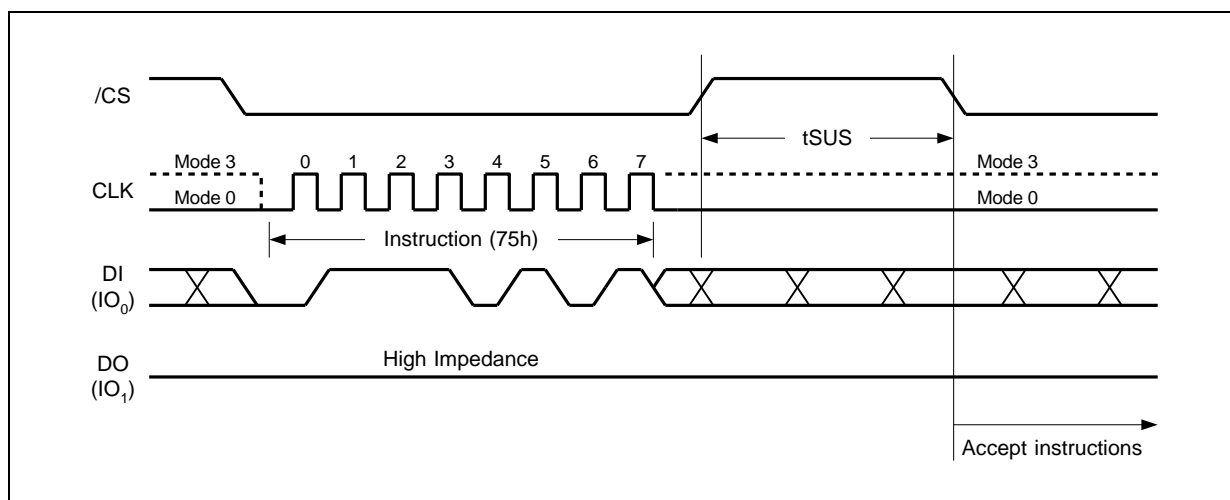 /CS
tSUS
Mode 3 0 1 2 3 4 5 6 7 Mode 3
CLK
Mode 0 Mode 0
Instruction (75h)
DI
(IO0)
High Impedance
DO
(IO1)
Accept instructions